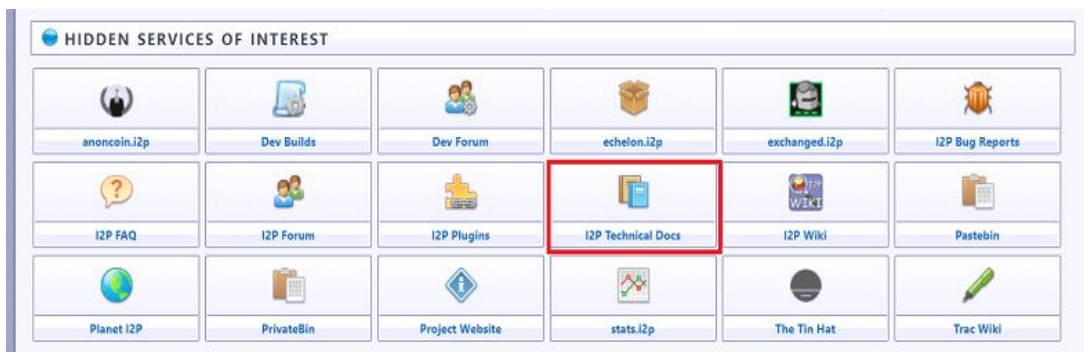 HIDDEN SERVICES OF INTEREST
anoncoin.i2p Dev Builds Dev Forum echelon.i2p exchanged.i2p I2P Bug Reports
?
WIKI
I2P FAQ I2P Forum I2P Plugins I2P Technical Docs I2P Wiki Pastebin
Planet I2P PrivateBin Project Website stats.i2p The Tin Hat Trac Wiki